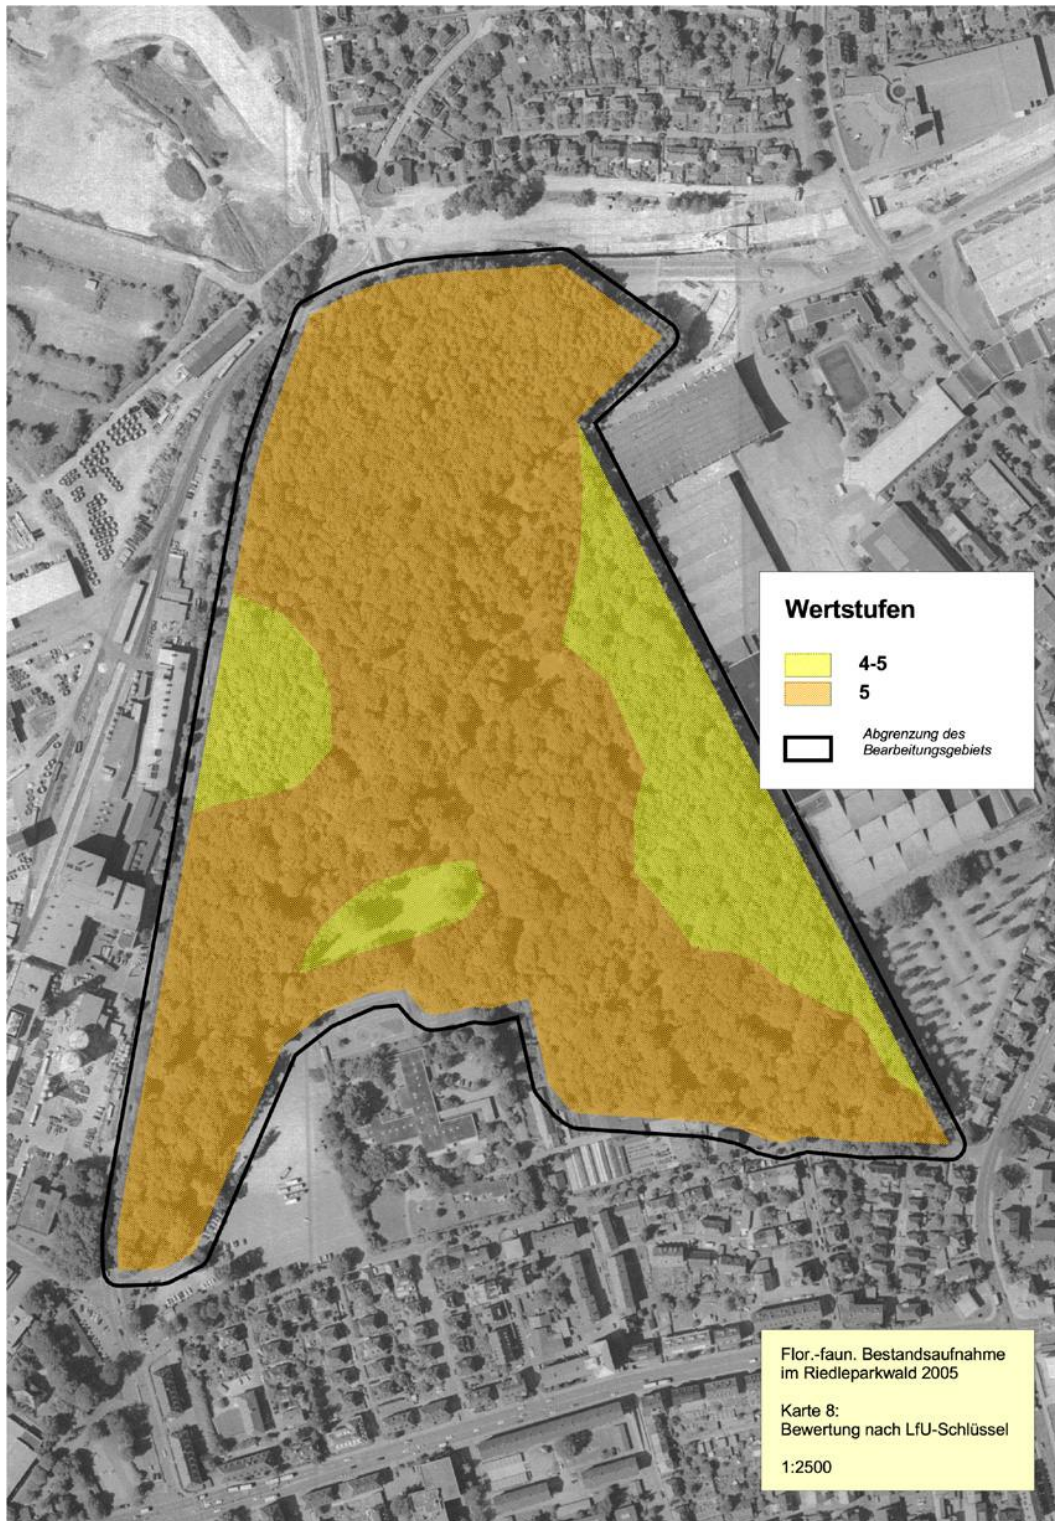 Wertstufen
4-5
5
Abgrenzung des
Bearbeitungsgebiets
Flor.-faun. Bestandsaufnahme
im Riedleparkwald 2005
Karte 8:
Bewertung nach LfU-Schlüssel
1:2500